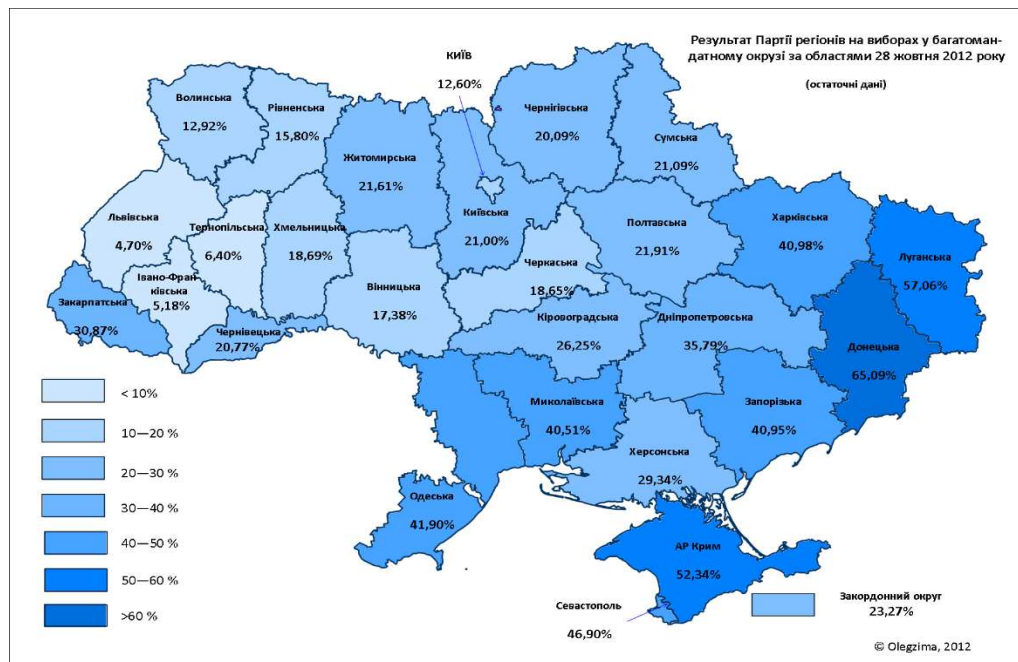 Результат Партії регіонів на виборах у багатоман-
датному окрузі за областями 28 жовтня 2012 року
(остаточні дані)
КИЇВ
12,60%
Волинська
12,92%
Рівненська
15,80%
Житомирська
21,61%
Чернігівська
20,09%
Сумська
21,09%
Львівська
4,70%
Тернопільська
6,40%
Хмельницька
18,69%
Київська
21,00%
Полтавська
21,91%
Харківська
40,98%
Луганська
57,06%
Івано-Фран
ківська
5,18%
Закарпатська
30,87%
Чернівецька
20,77%
Вінницька
17,38%
Черкаська
18,65%
Кіровоградська
26,25%
Дніпропетровська
35,79%
Донецька
65,09%
Миколаївська
40,51%
Запорізька
40,95%
Херсонська
29,34%
Одеська
41,90%
АР Крим
52,34%
Севастополь
46,90%
Закордонний округ
23,27%
< 10%
10—20 %
20—30 %
30—40 %
40—50 %
50—60 %
>60 %
© Olegzima, 2012